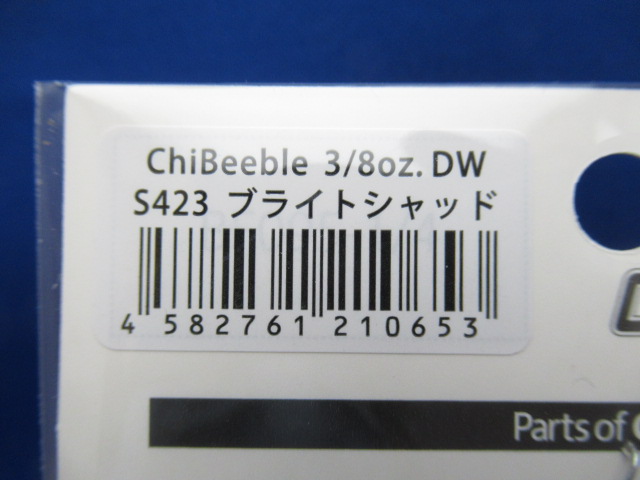 ChiBeeble 3/8oz. DW
S423 ブライトシャッド
4 582761 210653
Parts of